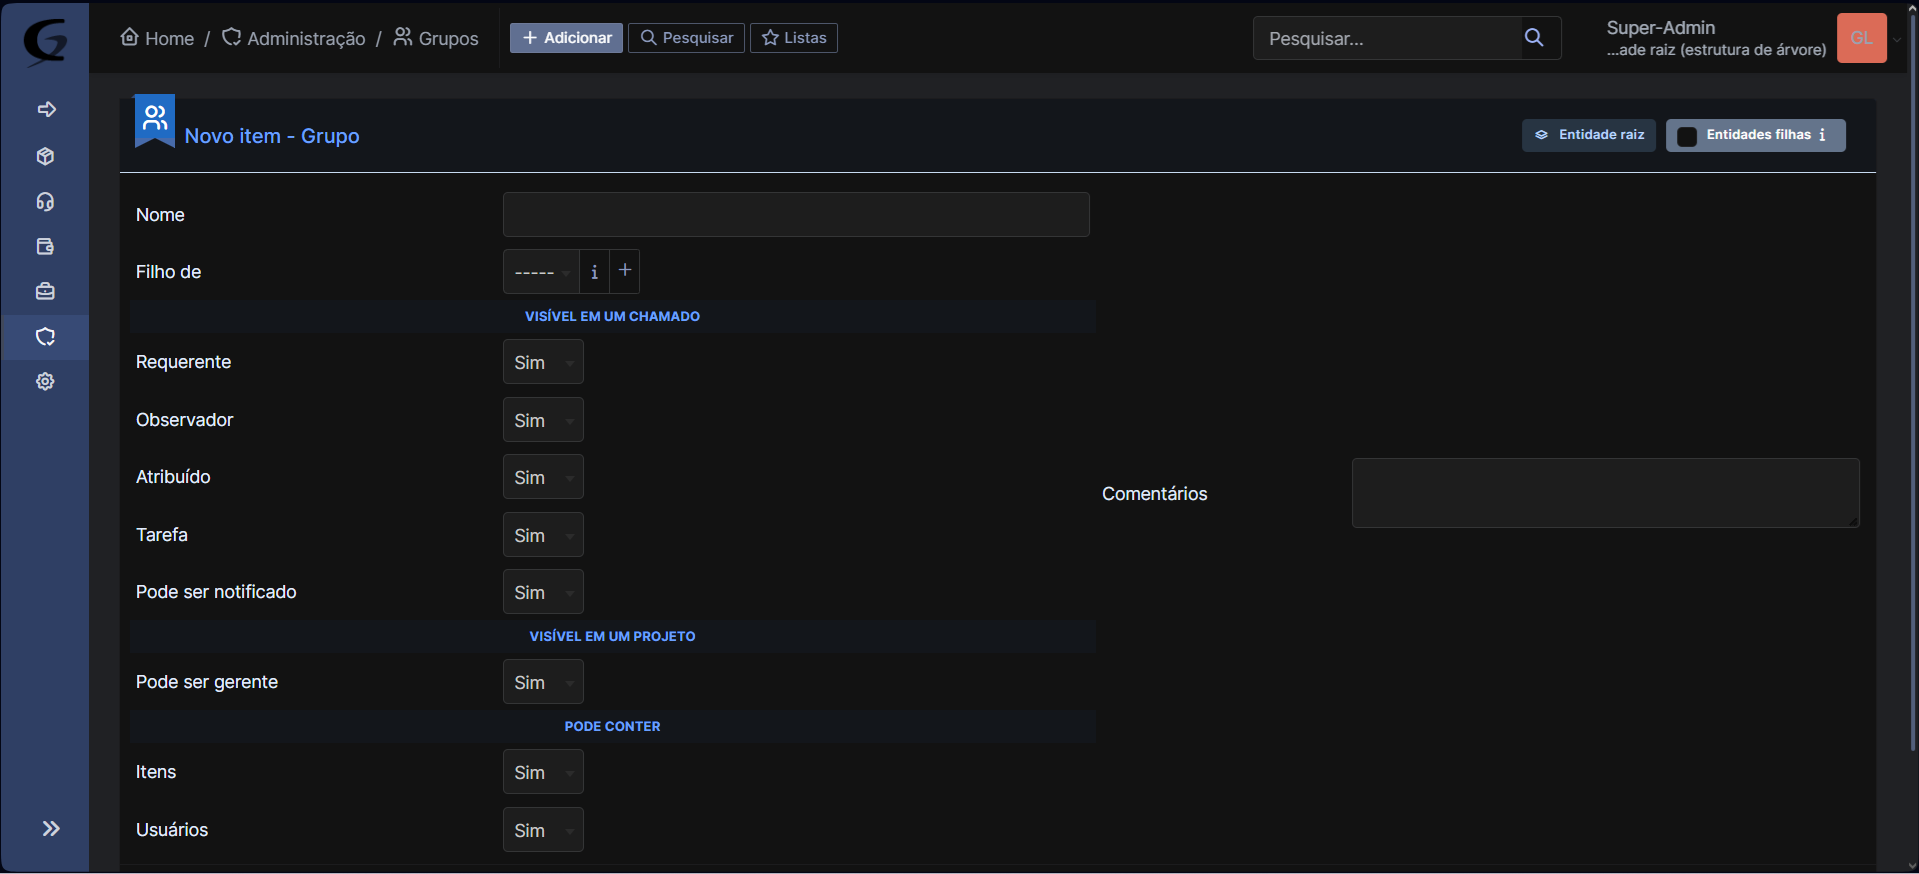 Home / Administração / Grupos
+ Adicionar
Pesquisar
Listas
Pesquisar...
Super-Admin
...ade raiz (estrutura de árvore)
GL
Novo item - Grupo
Entidade raiz
Entidades filhas i
Nome
Filho de
----- i +
VISÍVEL EM UM CHAMADO
Requerente
Sim
Observador
Sim
Atribuído
Sim
Comentários
Tarefa
Sim
Pode ser notificado
Sim
VISÍVEL EM UM PROJETO
Pode ser gerente
Sim
PODE CONTER
Itens
Sim
Usuários
Sim